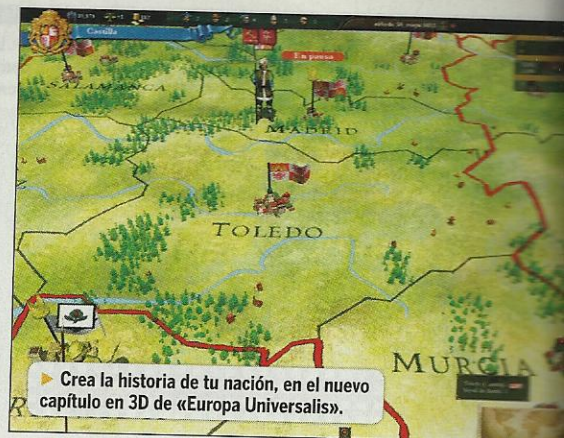 Castilla
En pausa
SALAMANCA
MADRID
TOLEDO
MURCIA
Crea la historia de tu nación, en el nuevo
capítulo en 3D de «Europa Universalis».